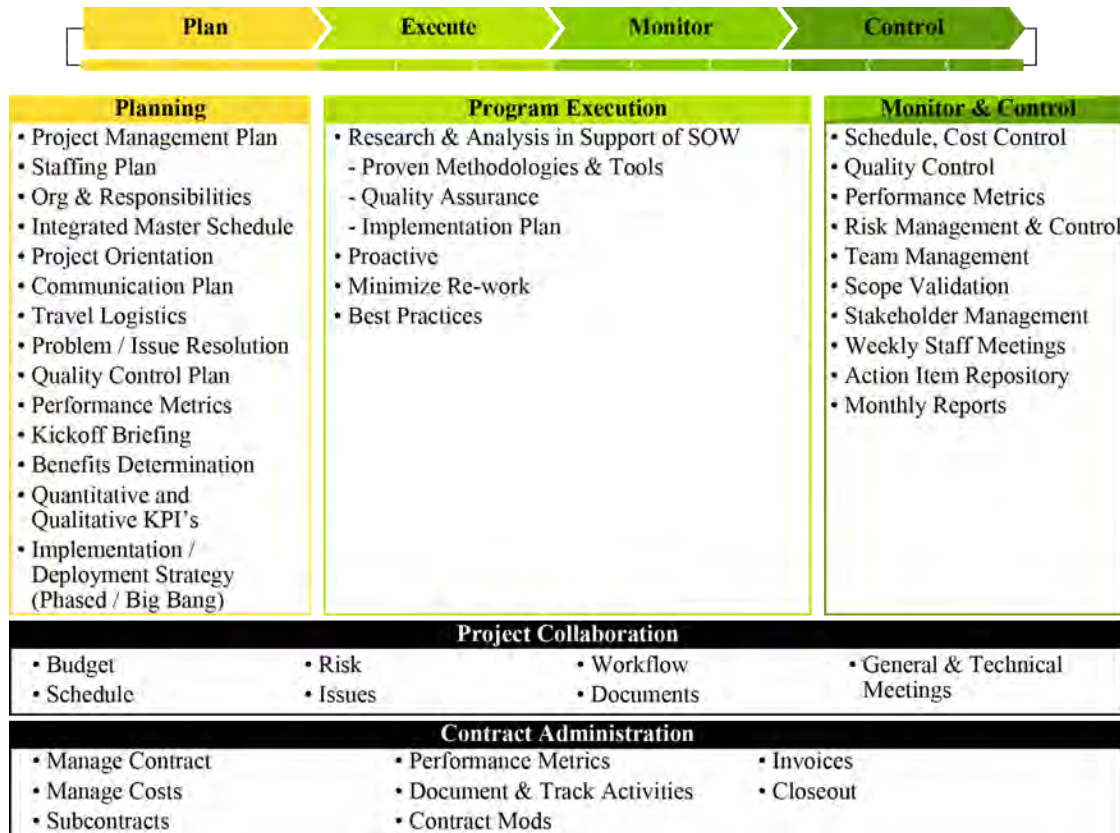 Plan
Execute
Monitor
Control
Planning
• Project Management Plan
• Staffing Plan
• Org & Responsibilities
• Integrated Master Schedule
• Project Orientation
• Communication Plan
• Travel Logistics
• Problem / Issue Resolution
• Quality Control Plan
• Performance Metrics
• Kickoff Briefing
• Benefits Determination
• Quantitative and
Qualitative KPI's
• Implementation /
Deployment Strategy
(Phased / Big Bang)
Program Execution
• Research & Analysis in Support of SOW
- Proven Methodologies & Tools
- Quality Assurance
- Implementation Plan
• Proactive
• Minimize Re-work
• Best Practices
Monitor & Control
• Schedule, Cost Control
• Quality Control
• Performance Metrics
• Risk Management & Control
• Team Management
• Scope Validation
• Stakeholder Management
• Weekly Staff Meetings
• Action Item Repository
• Monthly Reports
Project Collaboration
• Budget
• Schedule
• Risk
• Issues
• Workflow
• Documents
• General & Technical
Meetings
Contract Administration
• Manage Contract
• Manage Costs
• Subcontracts
• Performance Metrics
• Document & Track Activities
• Contract Mods
• Invoices
• Closeout